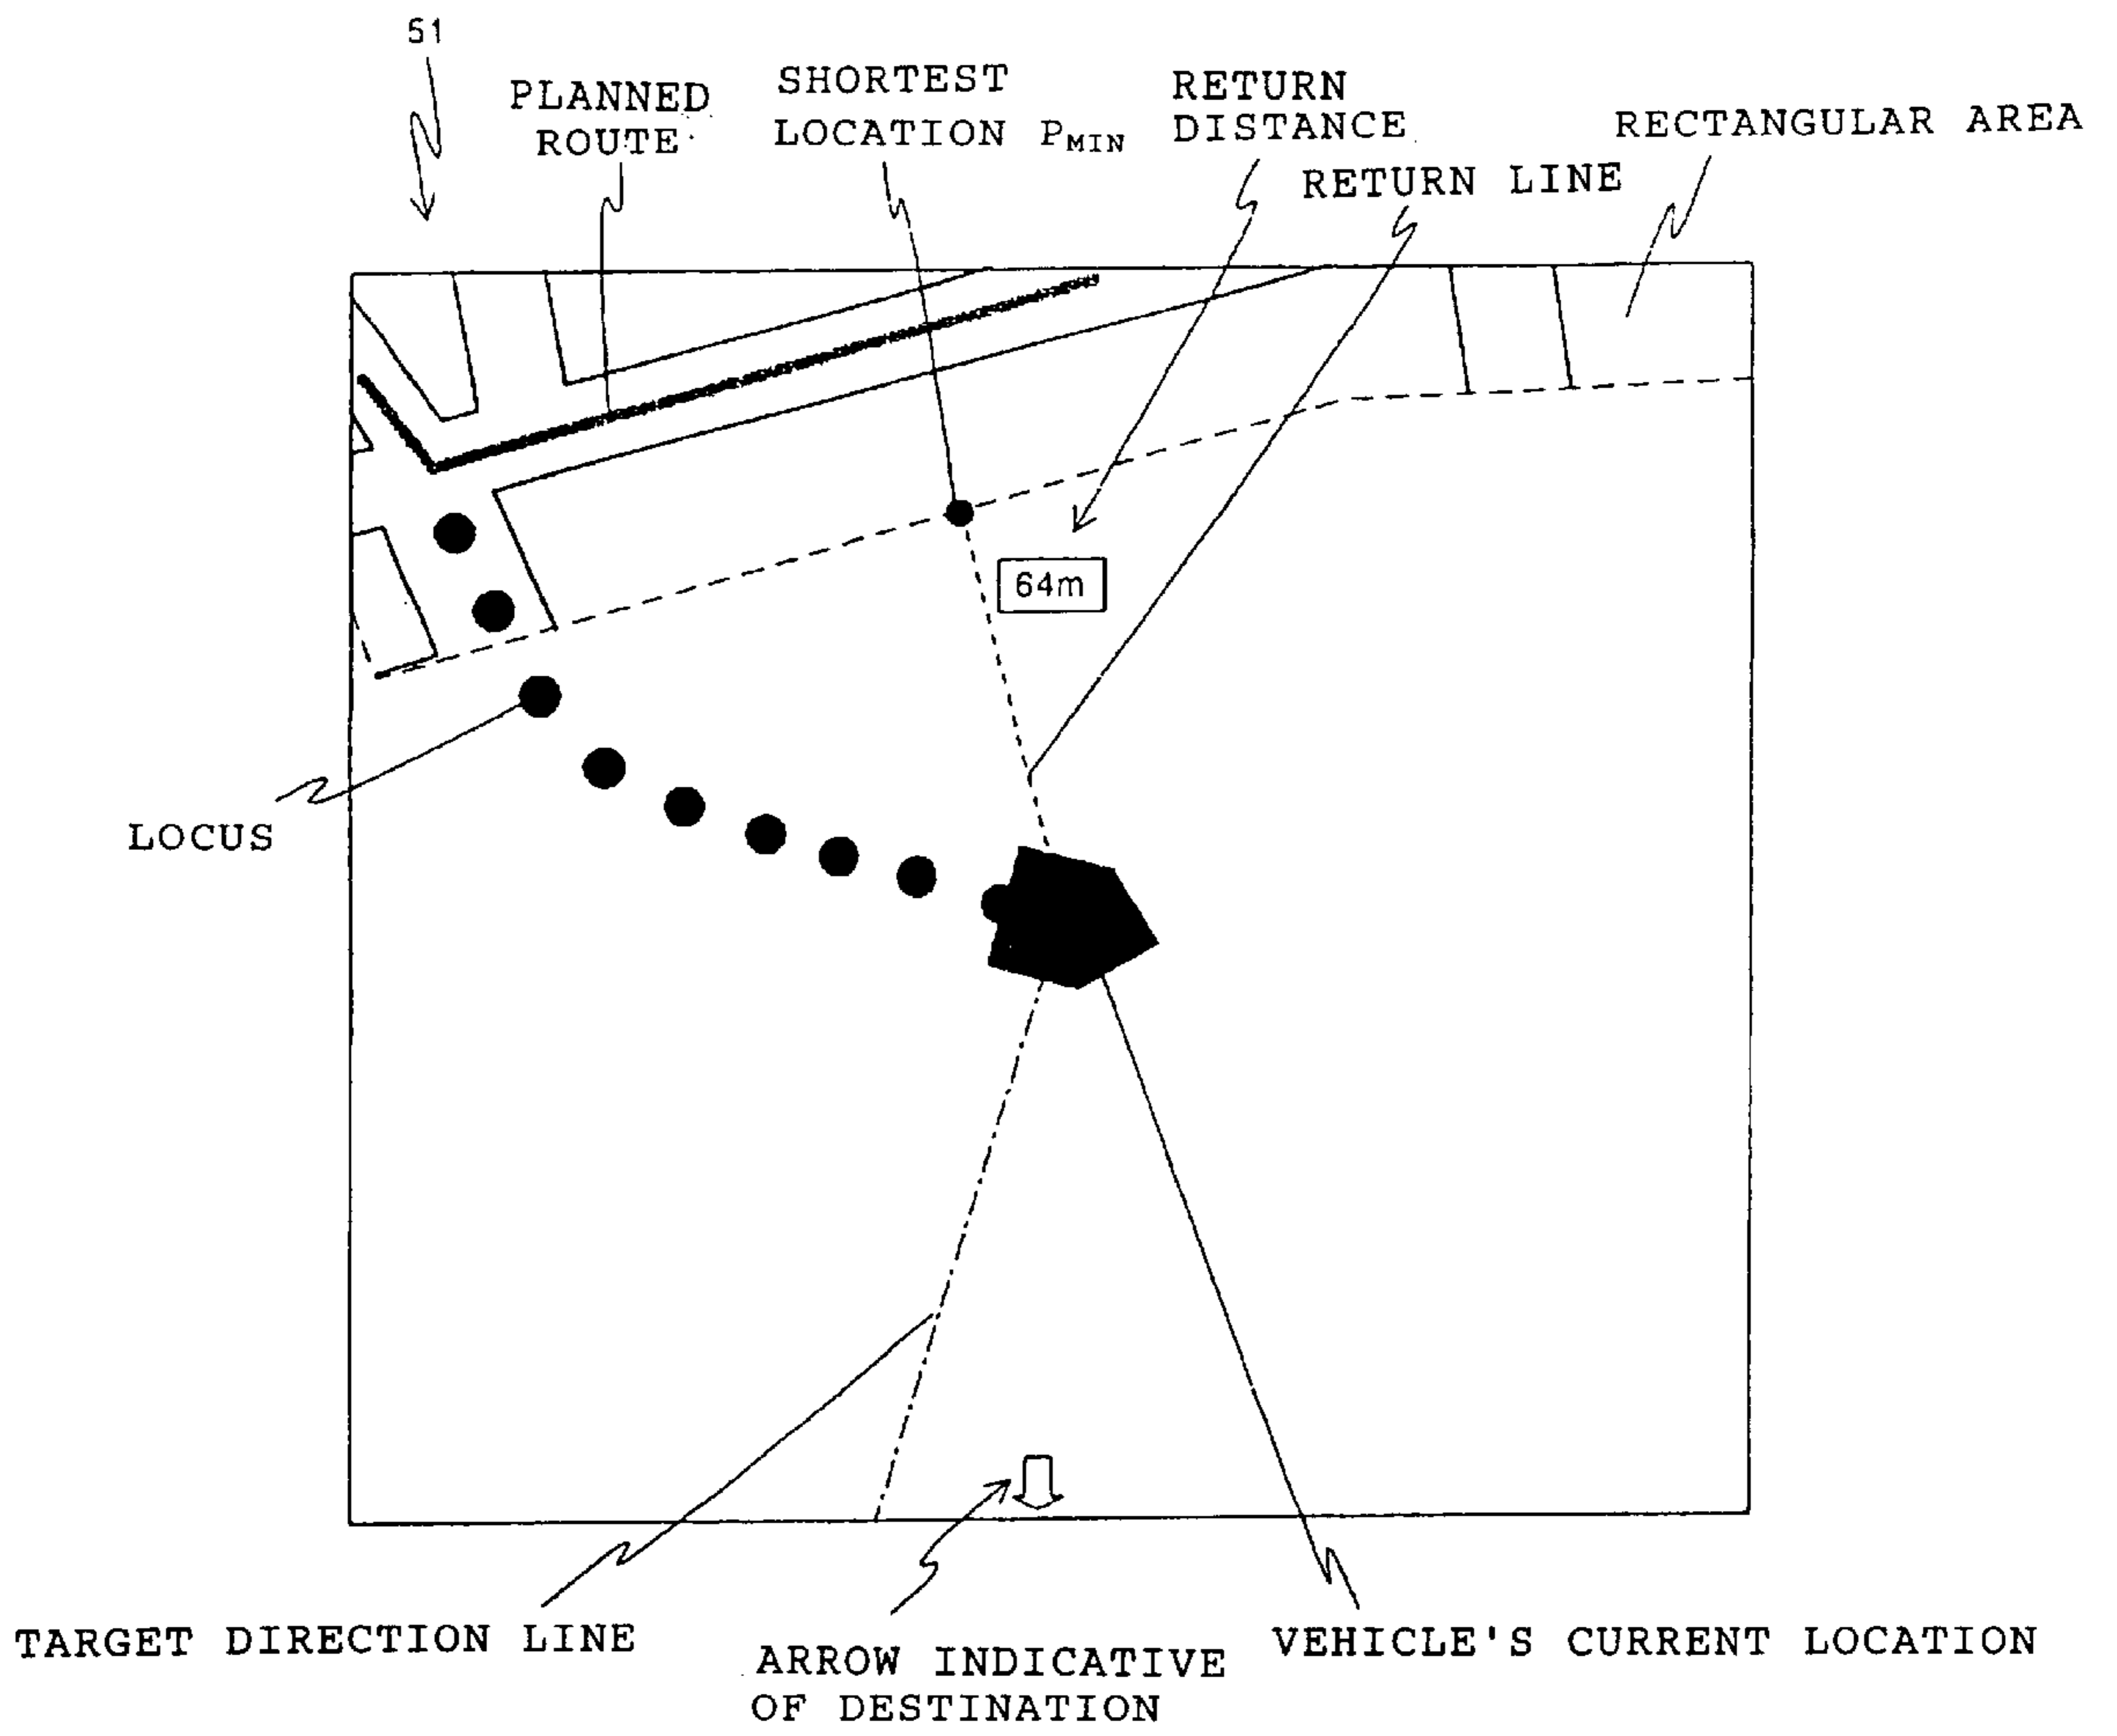 51
PLANNED
ROUTE
SHORTEST
LOCATION PMIN
RETURN
DISTANCE
RETURN LINE
RECTANGULAR AREA
64m
LOCUS
TARGET DIRECTION LINE
ARROW INDICATIVE
OF DESTINATION
VEHICLE'S CURRENT LOCATION